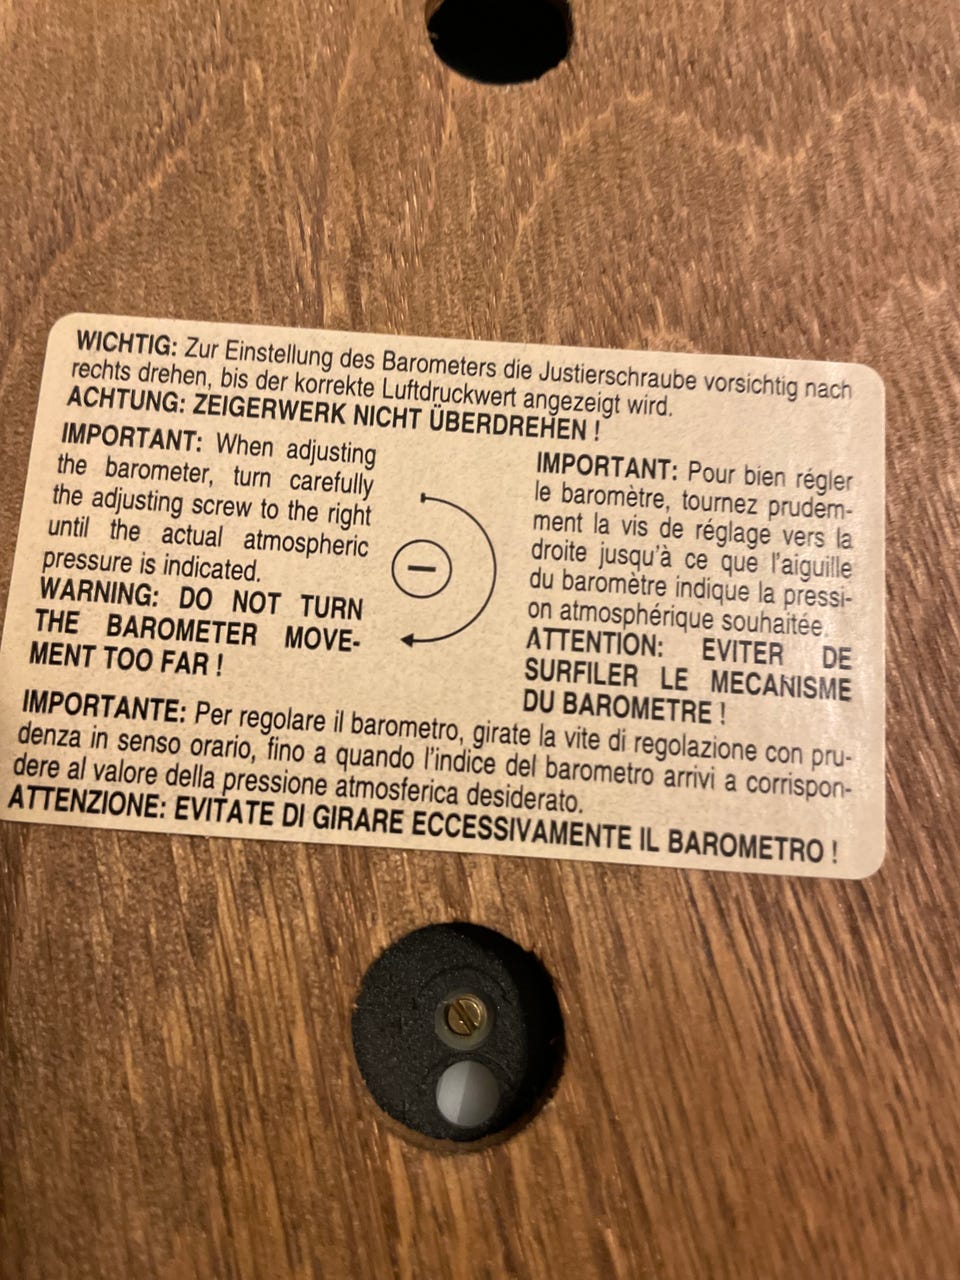 WICHTIG: Zur Einstellung des Barometers die Justierschraube vorsichtig nach
rechts drehen, bis der korrekte Luftdruckwert angezeigt wird.
ACHTUNG: ZEIGERWERK NICHT ÜBERDREHEN !
IMPORTANT: When adjusting
the barometer, turn carefully
the adjusting screw to the right
until the actual atmospheric
pressure is indicated.
WARNING: DO NOT TURN
THE BAROMETER MOVE-
MENT TOO FAR !
IMPORTANT: Pour bien régler
le baromètre, tournez prudem-
ment la vis de réglage vers la
droite jusqu'à ce que l'aiguille
du baromètre indique la pressi-
on atmosphérique souhaitée.
ATTENTION: EVITER DE
SURFILER LE MECANISME
DU BAROMETRE !
IMPORTANTE: Per regolare il barometro, girate la vite di regolazione con pru-
denza in senso orario, fino a quando l'indice del barometro arrivi a corrispon-
dere al valore della pressione atmosferica desiderato.
ATTENZIONE: EVITATE DI GIRARE ECCESSIVAMENTE IL BAROMETRO !